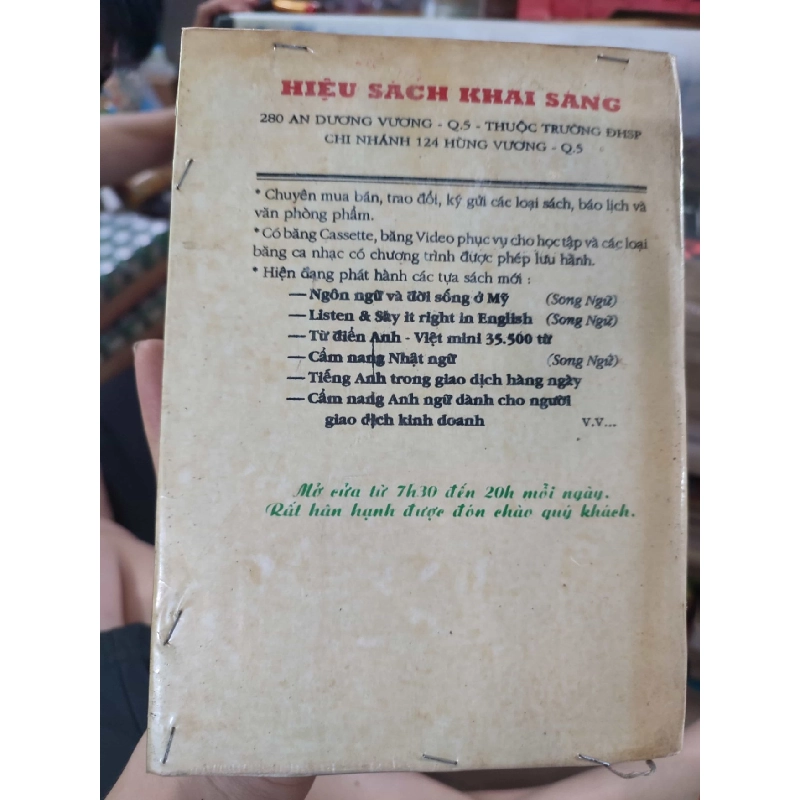 HIỆU SÁCH KHAI SANG
280 AN DƯƠNG VƯƠNG - Q.5 - THUỘC TRƯỜNG ĐHSP
CHI NHÁNH 124 HÙNG VƯƠNG - Q.5
* Chuyên mua bán, trao đổi, ký gửi các loại sách, báo lịch và
văn phòng phẩm.
* Có băng Cassette, băng Video phục vụ cho học tập và các loại
băng ca nhạc có chương trình được phép lưu hành.
* Hiện đang phát hành các tựa sách mới :
— Ngôn ngữ và đời sống ở Mỹ (Song Ngữ)
— Listen & Say it right in English (Song Ngữ)
— Từ điển Anh - Việt mini 35.500 từ
— Cẩm nang Nhật ngữ (Song Ngữ)
— Tiếng Anh trong giao dịch hàng ngày
— Cẩm nang Anh ngữ dành cho người
giao dịch kinh doanh v.v...
Mở cửa từ 7h30 đến 20h mỗi ngày.
Rất hân hạnh được đón chào quý khách.